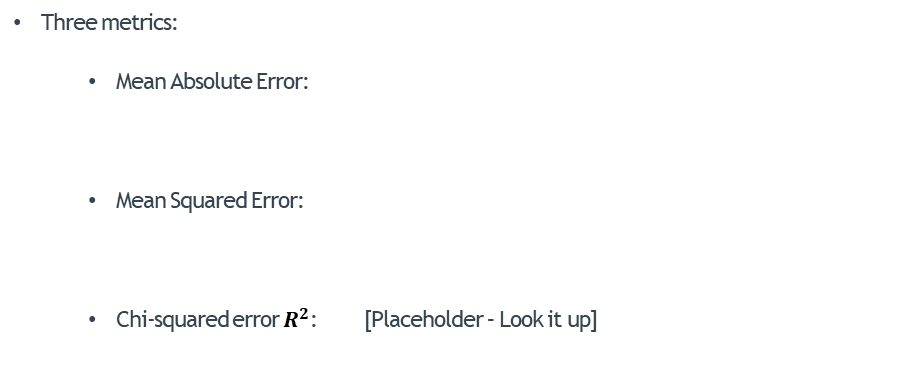 • Three metrics:
• Mean Absolute Error:
• Mean Squared Error:
• Chi-squared error R²: [Placeholder - Look it up]